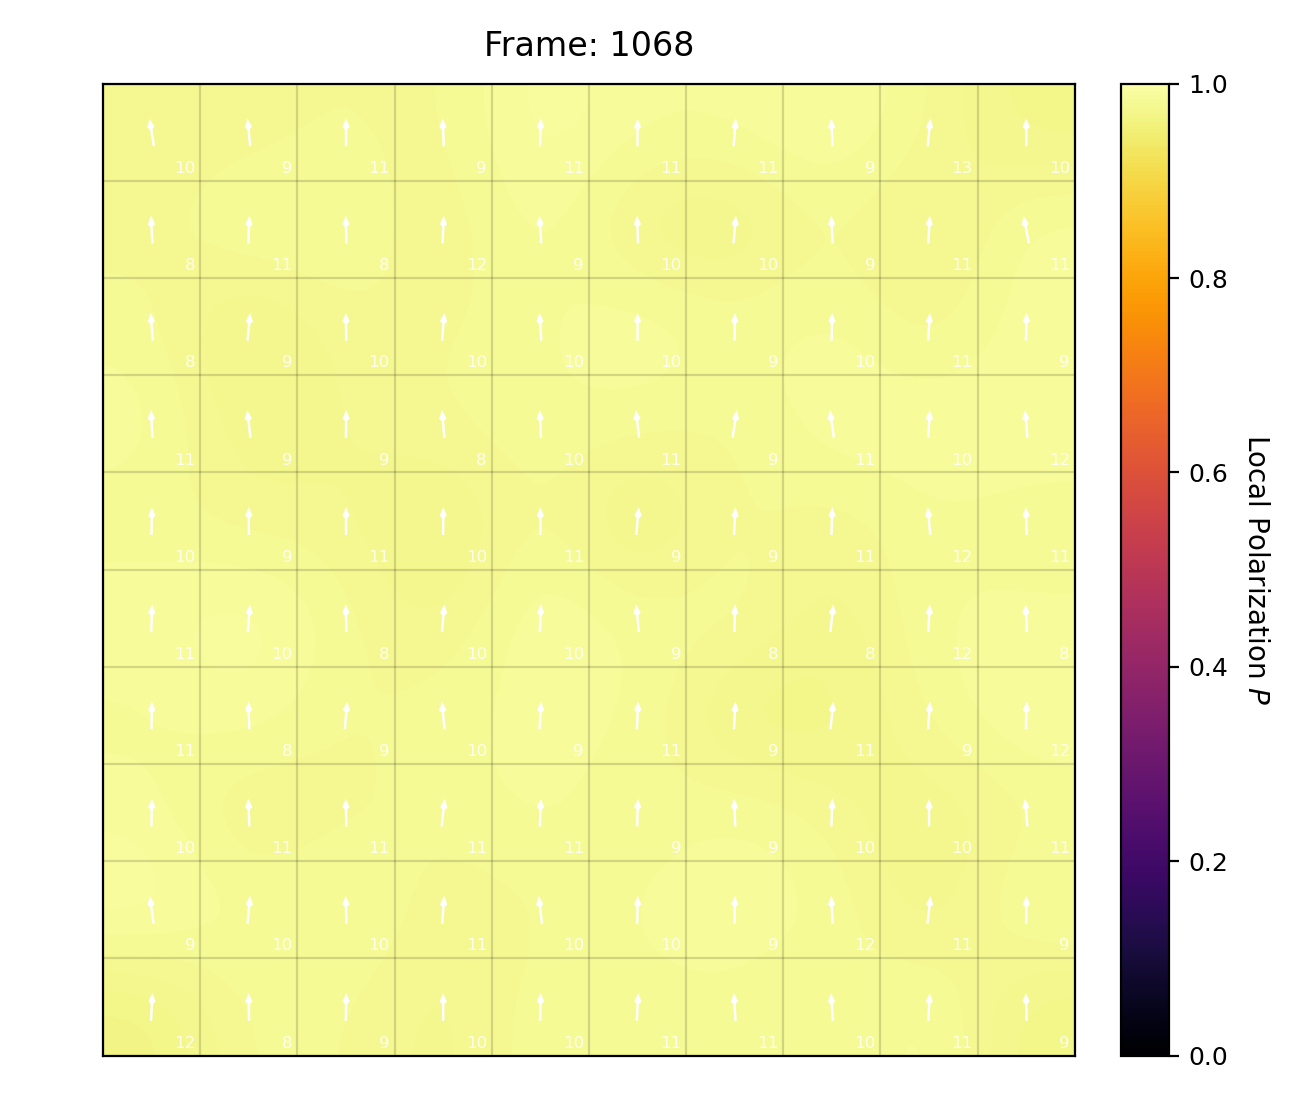 Frame: 1068
10 9 11 9 11 11 11 9 13 10
8 11 8 12 9 10 10 9 11 11
8 9 10 10 10 10 9 10 11 9
11 9 9 8 10 11 9 11 10 12
10 9 11 10 11 9 9 11 12 11
11 10 8 10 10 9 8 8 12 8
11 8 9 10 9 11 9 11 9 12
10 11 11 11 11 9 9 10 10 11
9 10 10 11 10 10 9 12 11 9
12 8 9 10 10 11 11 10 11 9
1.0
0.8
0.6
0.4
0.2
0.0
Local Polarization P